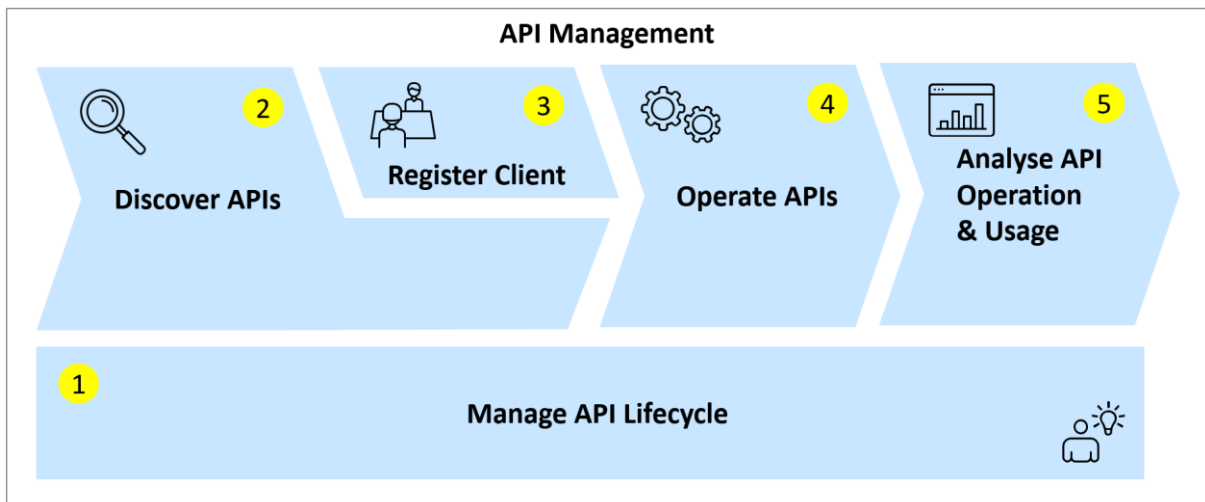 API Management
2
Discover APIs
3
Register Client
4
Operate APIs
5
Analyse API
Operation
& Usage
1
Manage API Lifecycle